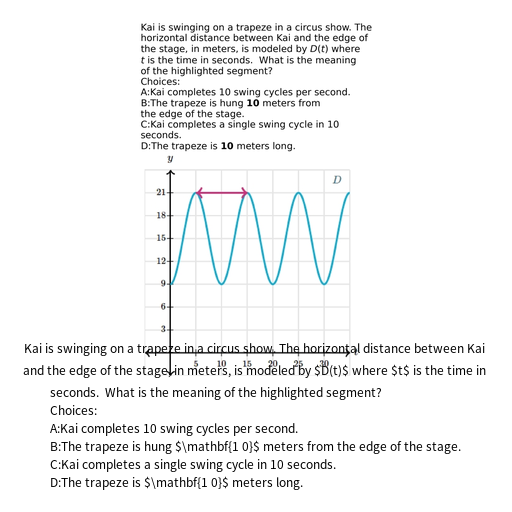 Kai is swinging on a trapeze in a circus show. The
horizontal distance between Kai and the edge of
the stage, in meters, is modeled by D(t) where
t is the time in seconds.  What is the meaning
of the highlighted segment?
Choices:
A:Kai completes 10 swing cycles per second.
B:The trapeze is hung 10 meters from
the edge of the stage.
C:Kai completes a single swing cycle in 10
seconds.
D:The trapeze is 10 meters long.
y
D
21
18
15
12
9
6
3
5 10 15 20 25 30
Kai is swinging on a trapeze in a circus show. The horizontal distance between Kai
and the edge of the stage, in meters, is modeled by $D(t)$ where $t$ is the time in
seconds.  What is the meaning of the highlighted segment?
Choices:
A:Kai completes 10 swing cycles per second.
B:The trapeze is hung $\mathbf{1 0}$ meters from the edge of the stage.
C:Kai completes a single swing cycle in 10 seconds.
D:The trapeze is $\mathbf{1 0}$ meters long.